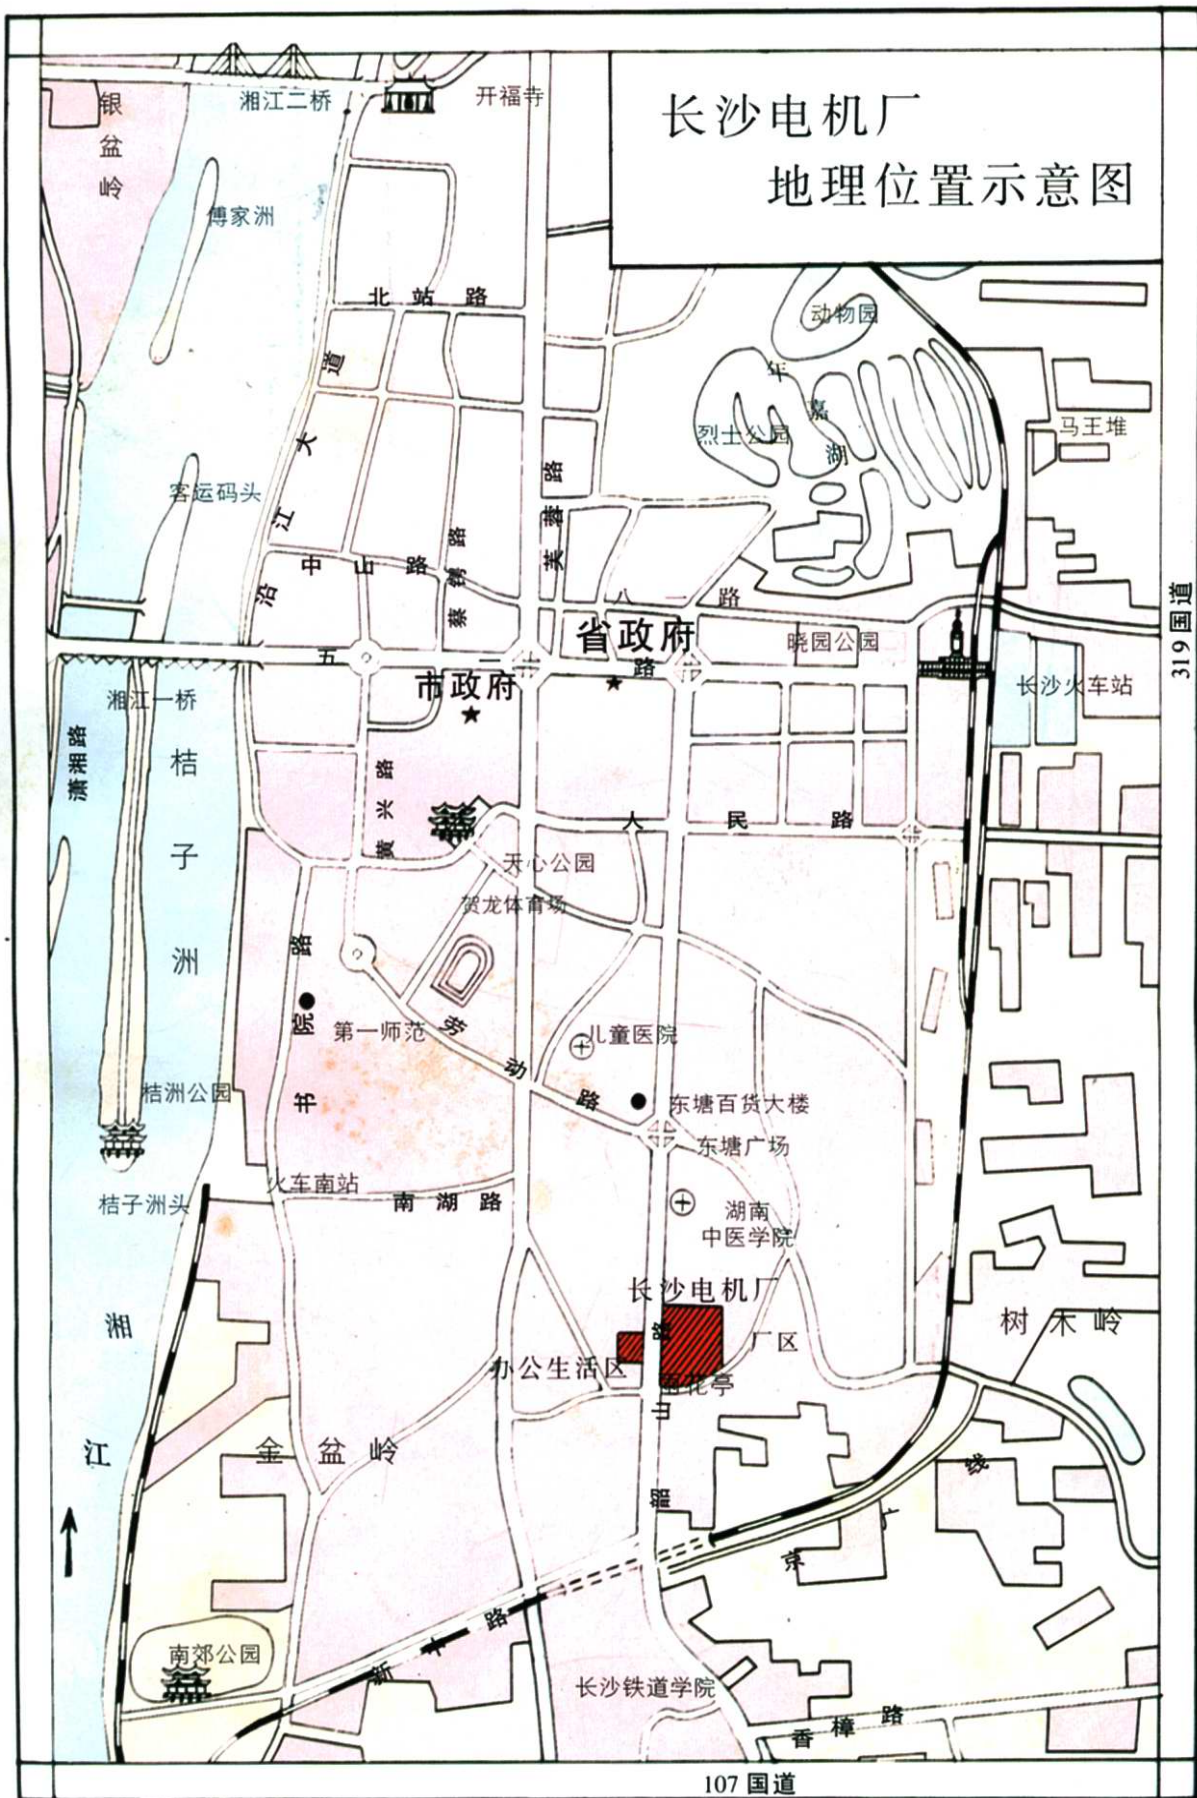 长沙电机厂
地理位置示意图
湘江二桥
开福寺
银盆岭
傅家洲
北站路
动物园
年嘉湖
烈士公园
马王堆
客运码头
沿江大道
芙蓉路
中山路
蔡锷路
八一路
省政府
晓园公园
五一路
市政府
长沙火车站
319国道
湘江一桥
潇湘路
桔子洲
黄兴路
人民路
天心公园
贺龙体育场
书院路
第一师范
劳动路
儿童医院
桔洲公园
东塘百货大楼
东塘广场
火车南站
南湖路
桔子洲头
湖南
中医学院
长沙电机厂
厂区
办公生活区
花亭
韶山路
树木岭
湘江
金盆岭
京广线
新中路
南郊公园
长沙铁道学院
香樟路
107国道